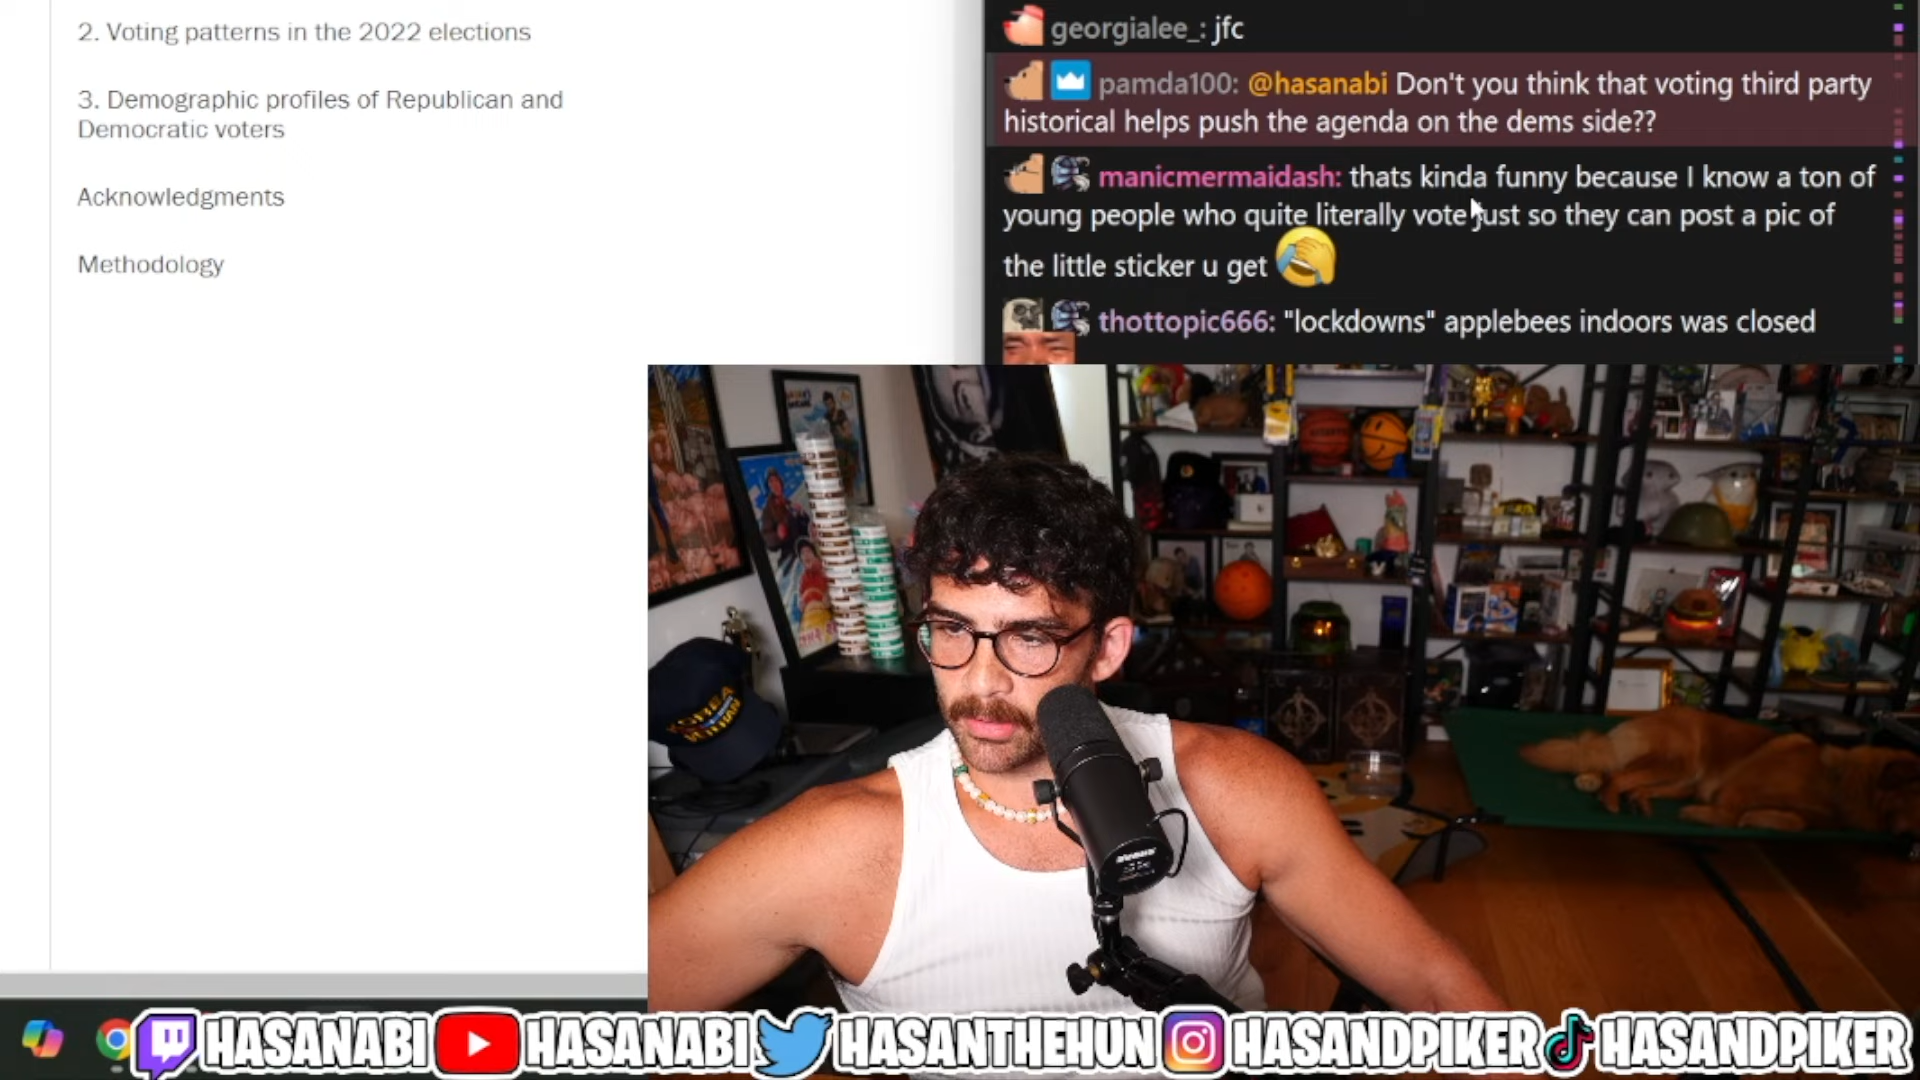 2. Voting patterns in the 2022 elections
3. Demographic profiles of Republican and
Democratic voters
Acknowledgments
Methodology
georgialee_: jfc
pamda100: @hasanabi Don't you think that voting third party
historical helps push the agenda on the dems side??
manicmermaidash: thats kinda funny because I know a ton of
young people who quite literally vote just so they can post a pic of
the little sticker u get
thottopic666: "lockdowns" applebees indoors was closed
KOREA
VETERAN
HASANABI HASANABI HASANTHEHUN HASANDPIKER HASANDPIKER